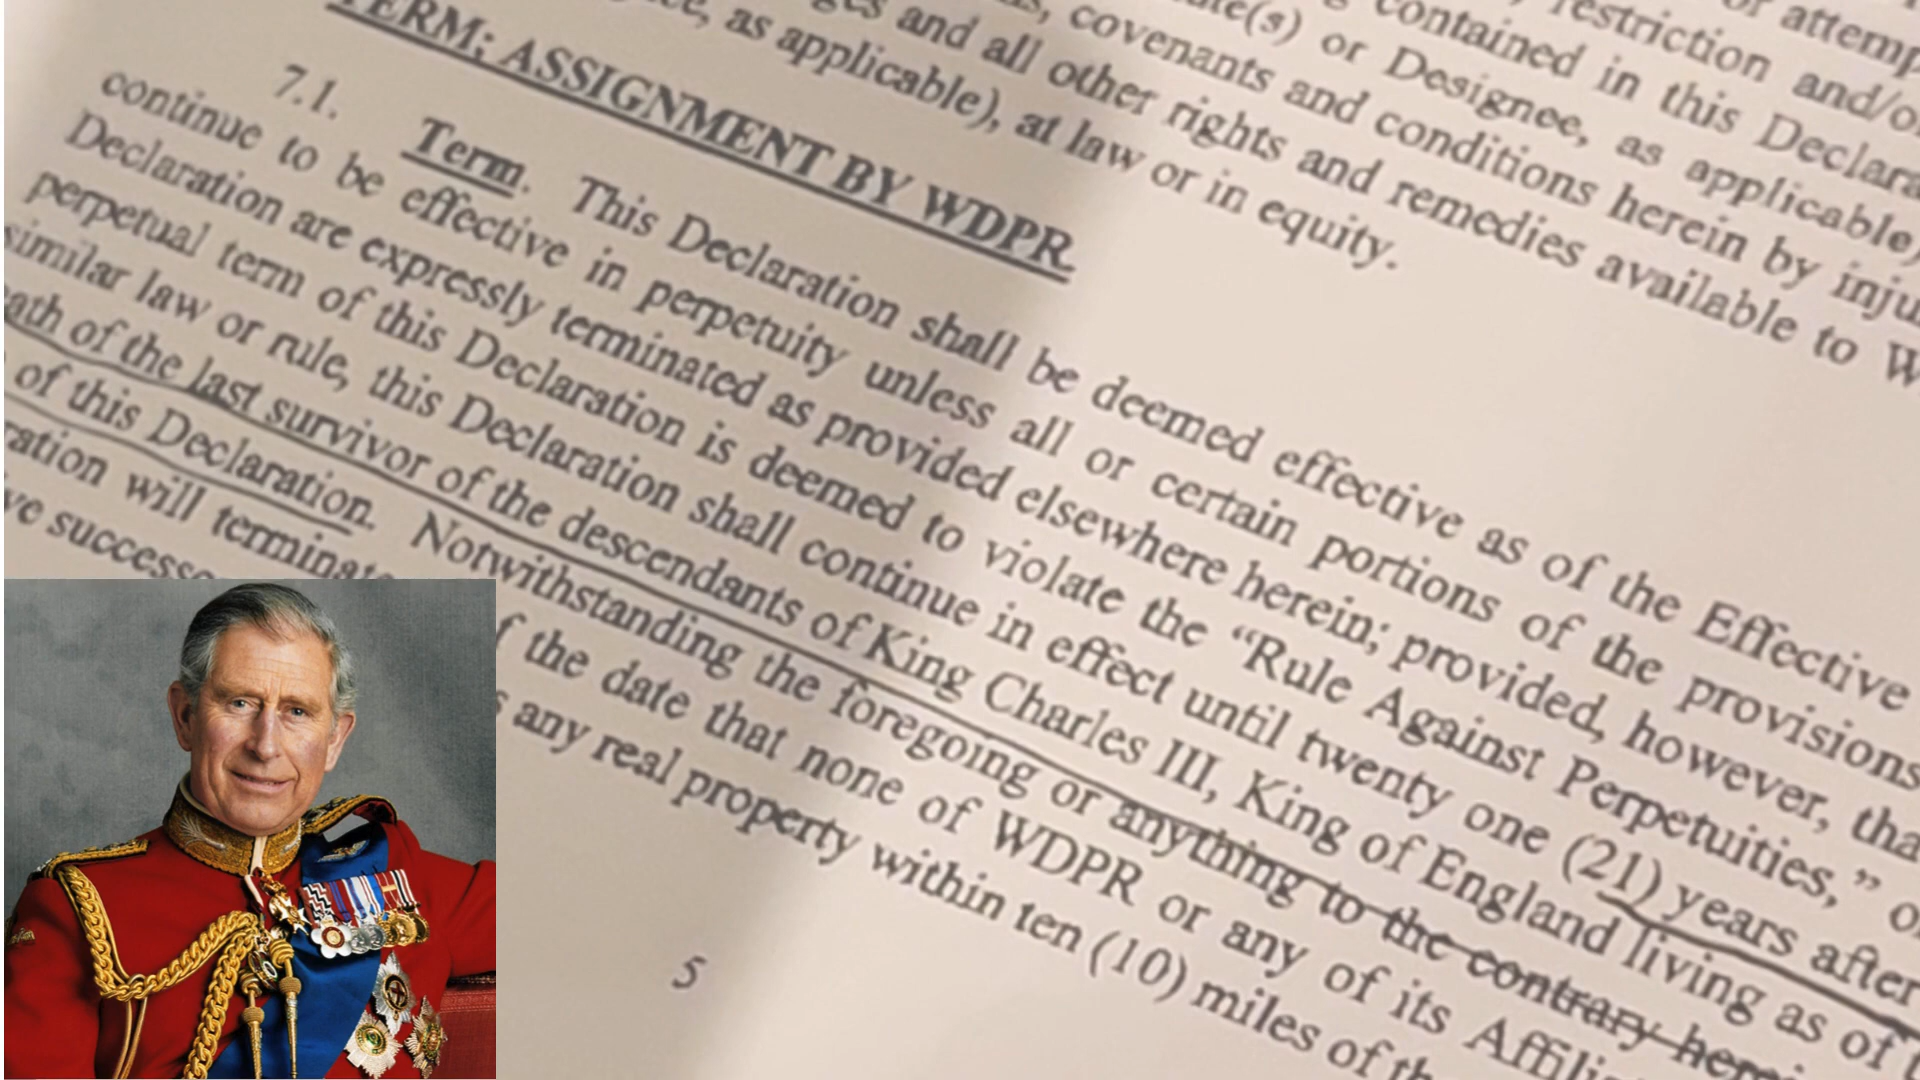 or attemp
restriction and/or
contained in this Declara
or Designee, as applicable)
covenants and conditions herein by inju
and all other rights and remedies available to W
as applicable), at law or in equity.
TERM; ASSIGNMENT BY WDPR
7.1. Term. This Declaration shall be deemed effective as of the Effective
continue to be effective in perpetuity unless all or certain portions of the provisions
Declaration are expressly terminated as provided elsewhere herein; provided, however, tha
perpetual term of this Declaration is deemed to violate the “Rule Against Perpetuities,” o
similar law or rule, this Declaration shall continue in effect until twenty one (21) years after
ath of the last survivor of the descendants of King Charles III, King of England living as of t
of this Declaration. Notwithstanding the foregoing or anything to the contrary herei
ration will terminate f the date that none of WDPR or any of its Affili
ve successo s any real property within ten (10) miles of th
5